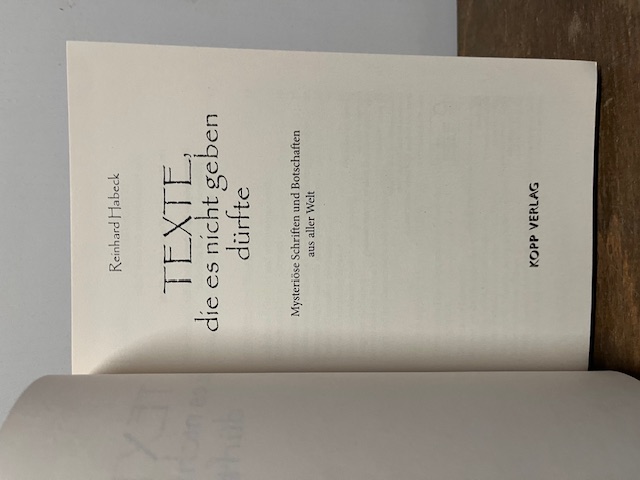 Reinhard Habeck
TEXTE,
die es nicht geben
dürfte
Mysteriöse Schriften und Botschaften
aus aller Welt
KOPP VERLAG